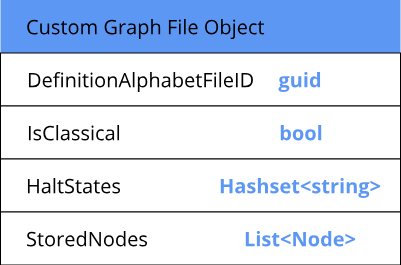 Custom Graph File Object
DefinitionAlphabetFileID guid
IsClassical bool
HaltStates Hashset<string>
StoredNodes List<Node>